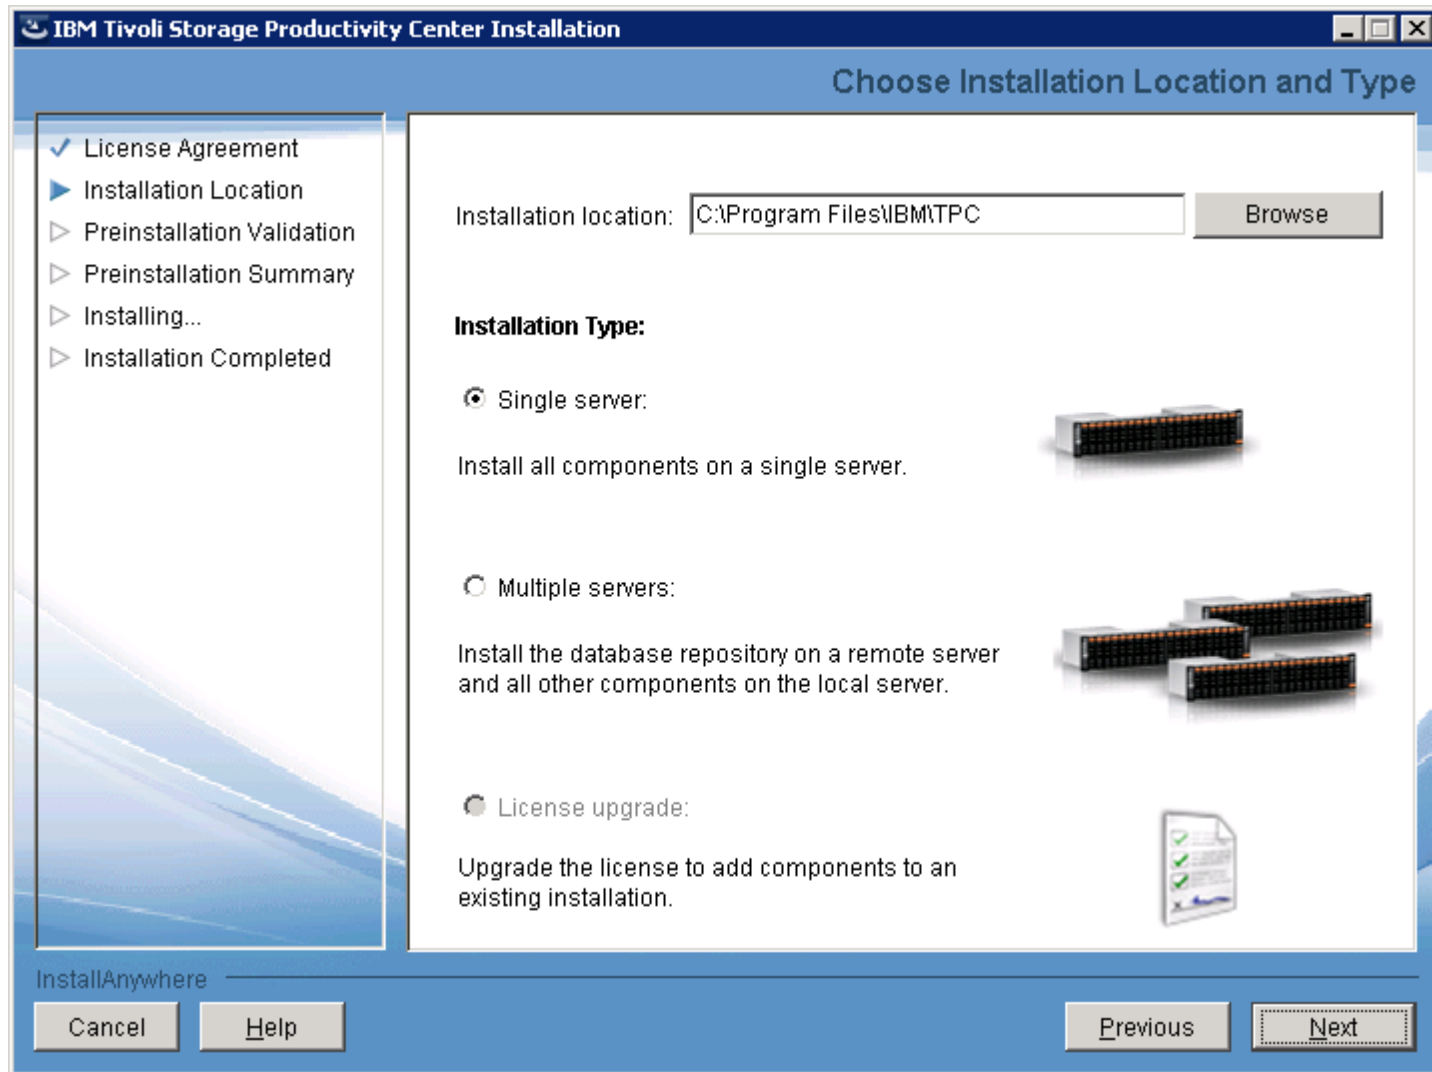 IBM Tivoli Storage Productivity Center Installation
Choose Installation Location and Type
License Agreement
Installation Location
Preinstallation Validation
Preinstallation Summary
Installing...
Installation Completed
Installation location: C:\Program Files\IBM\TPC Browse
Installation Type:
Single server:
Install all components on a single server.
Multiple servers:
Install the database repository on a remote server
and all other components on the local server.
License upgrade:
Upgrade the license to add components to an
existing installation.
InstallAnywhere
Cancel Help Previous Next